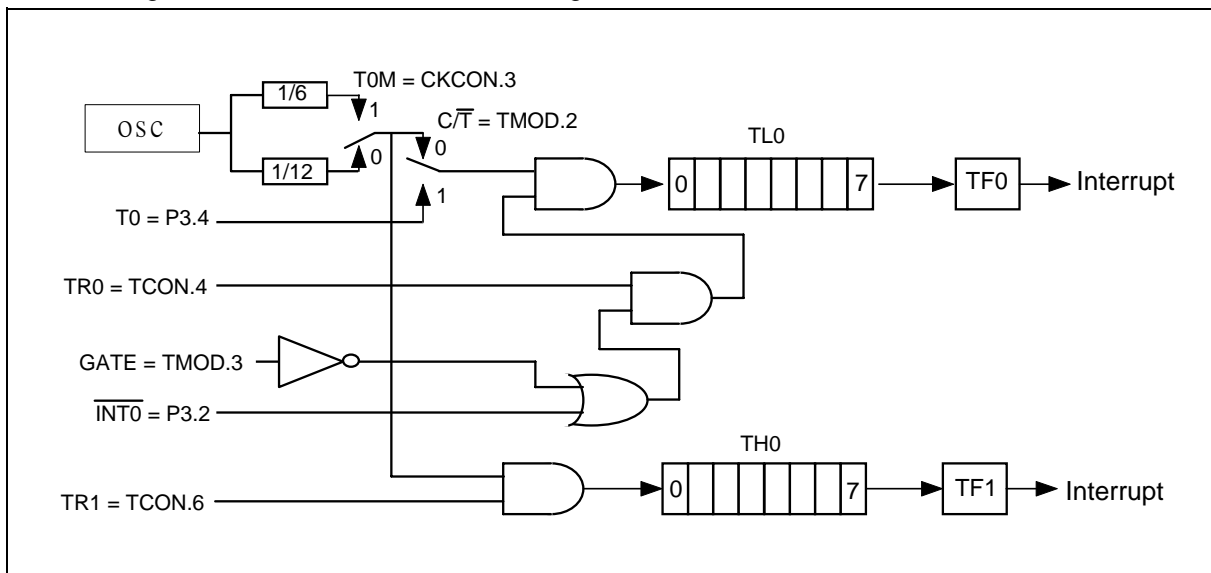 T0M = CKCON.3
1/6
1
OSC
C/T̅ = TMOD.2
0
0
1/12
1
T0 = P3.4
TL0
0 7
TF0
Interrupt
TR0 = TCON.4
GATE = TMOD.3
I̅N̅T̅0̅ = P3.2
TH0
0 7
TF1
Interrupt
TR1 = TCON.6